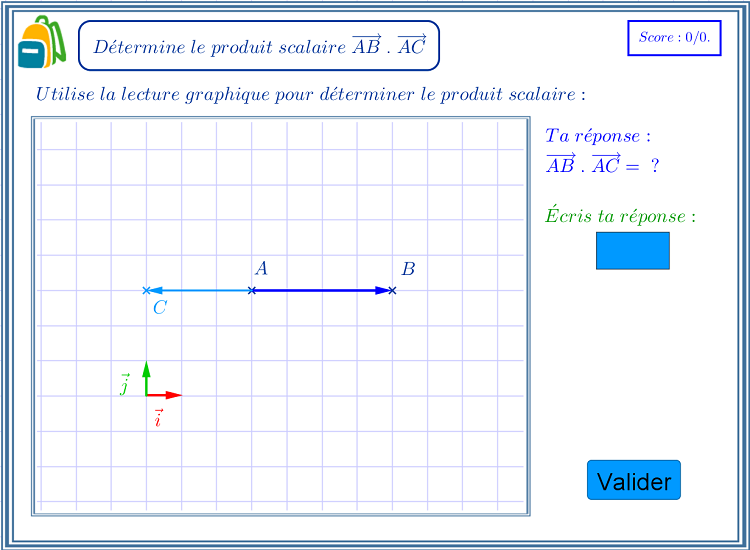 Détermine le produit scalaire $\overrightarrow{AB}$ . $\overrightarrow{AC}$
Score : 0/0.
Utilise la lecture graphique pour déterminer le produit scalaire :
Ta réponse :
$\overrightarrow{AB}$ . $\overrightarrow{AC}$ = ?
Écris ta réponse :
A
B
C
$\vec{j}$
$\vec{i}$
Valider